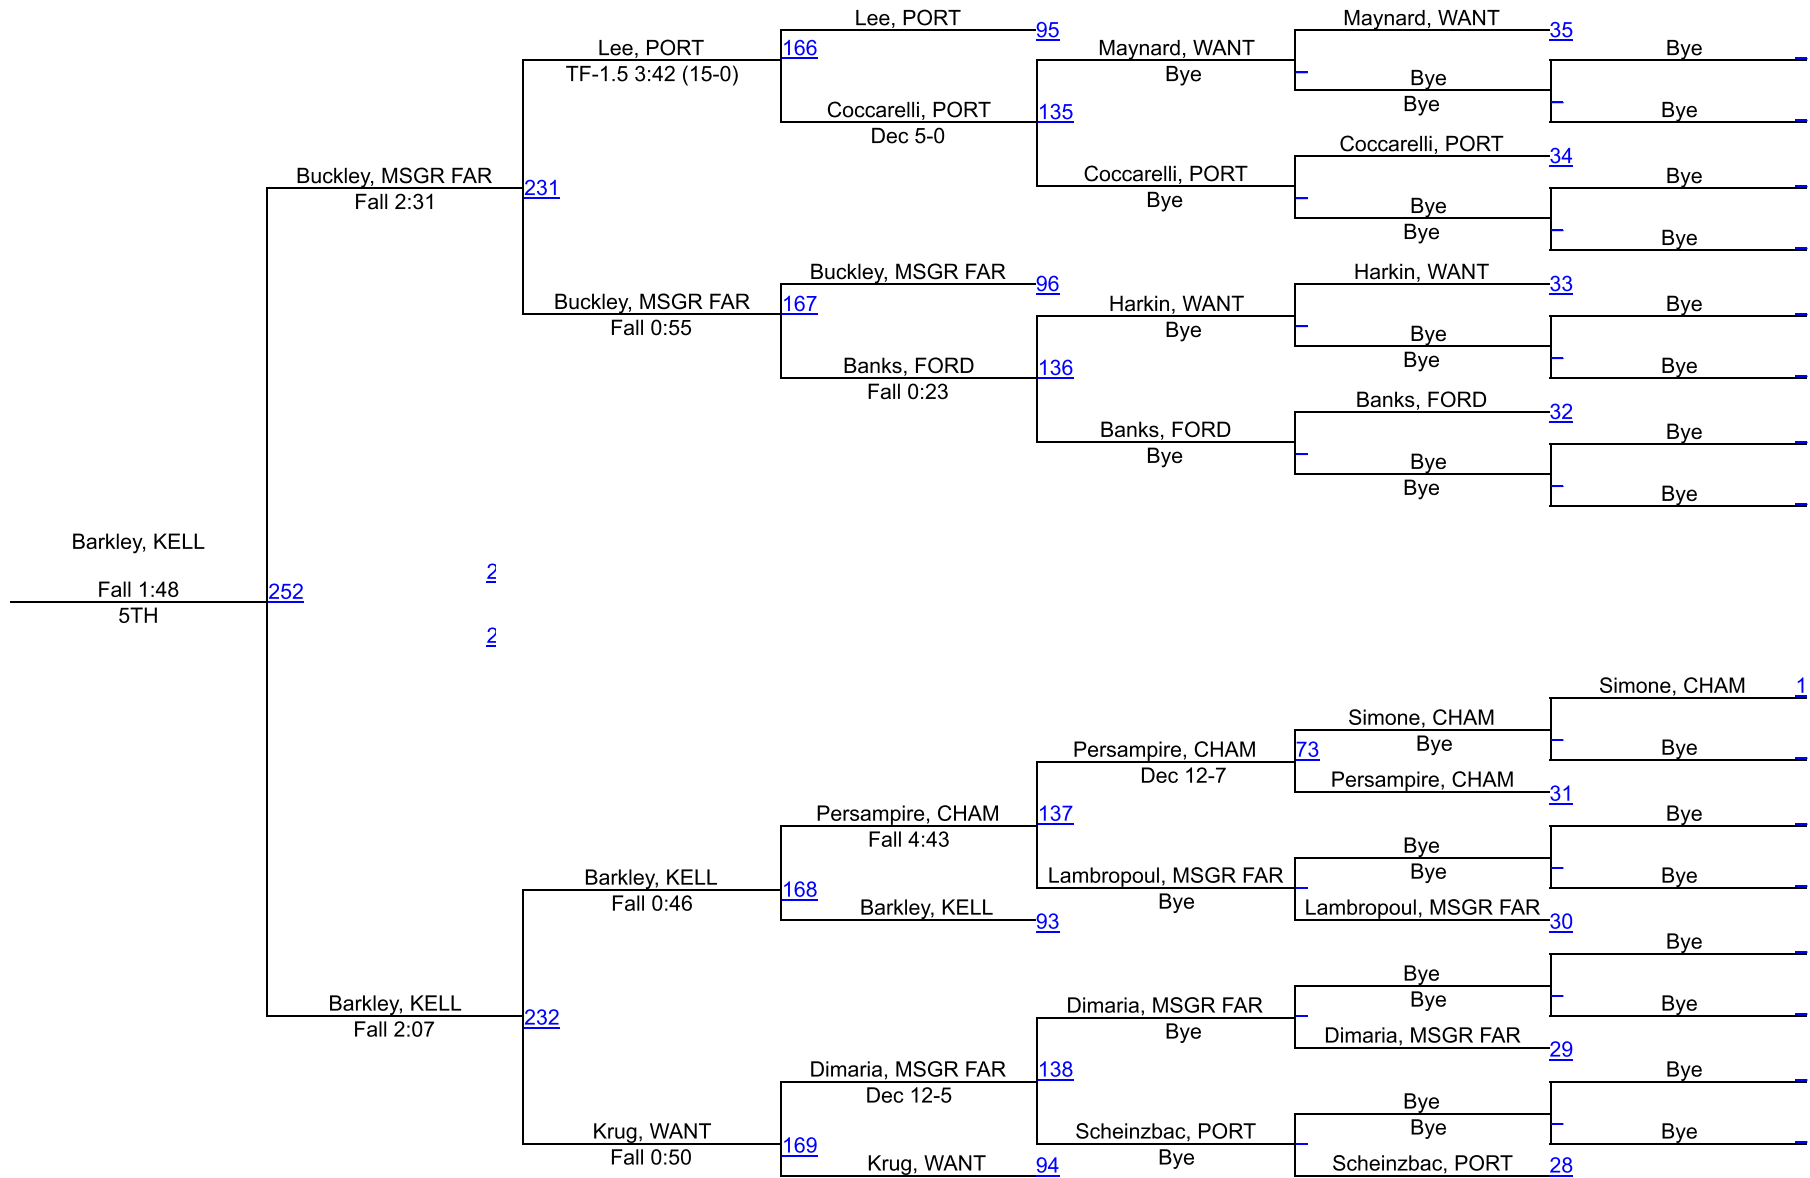 Lee, PORT
95
Maynard, WANT
35
Lee, PORT
166
Maynard, WANT
Bye
TF-1.5 3:42 (15-0)
Bye
Bye
Coccarelli, PORT
135
Bye
Bye
Dec 5-0
Coccarelli, PORT
34
Buckley, MSGR FAR
231
Coccarelli, PORT
Bye
Fall 2:31
Bye
Bye
Bye
Bye
Buckley, MSGR FAR
96
Harkin, WANT
33
Buckley, MSGR FAR
167
Harkin, WANT
Bye
Fall 0:55
Bye
Bye
Banks, FORD
136
Bye
Bye
Fall 0:23
Banks, FORD
32
Banks, FORD
Bye
Bye
Bye
Bye
Bye
Barkley, KELL
2
Fall 1:48
252
5TH
2
Simone, CHAM
1
Simone, CHAM
Persampire, CHAM
73
Bye
Bye
Dec 12-7
Persampire, CHAM
31
Persampire, CHAM
137
Bye
Fall 4:43
Bye
Barkley, KELL
168
Lambropoul, MSGR FAR
Bye
Bye
Fall 0:46
Bye
Barkley, KELL
93
Lambropoul, MSGR FAR
30
Bye
Bye
Barkley, KELL
232
Dimaria, MSGR FAR
Bye
Bye
Fall 2:07
Bye
Dimaria, MSGR FAR
29
Dimaria, MSGR FAR
138
Bye
Dec 12-5
Bye
Krug, WANT
169
Scheinzbac, PORT
Bye
Bye
Fall 0:50
Bye
Krug, WANT
94
Scheinzbac, PORT
28